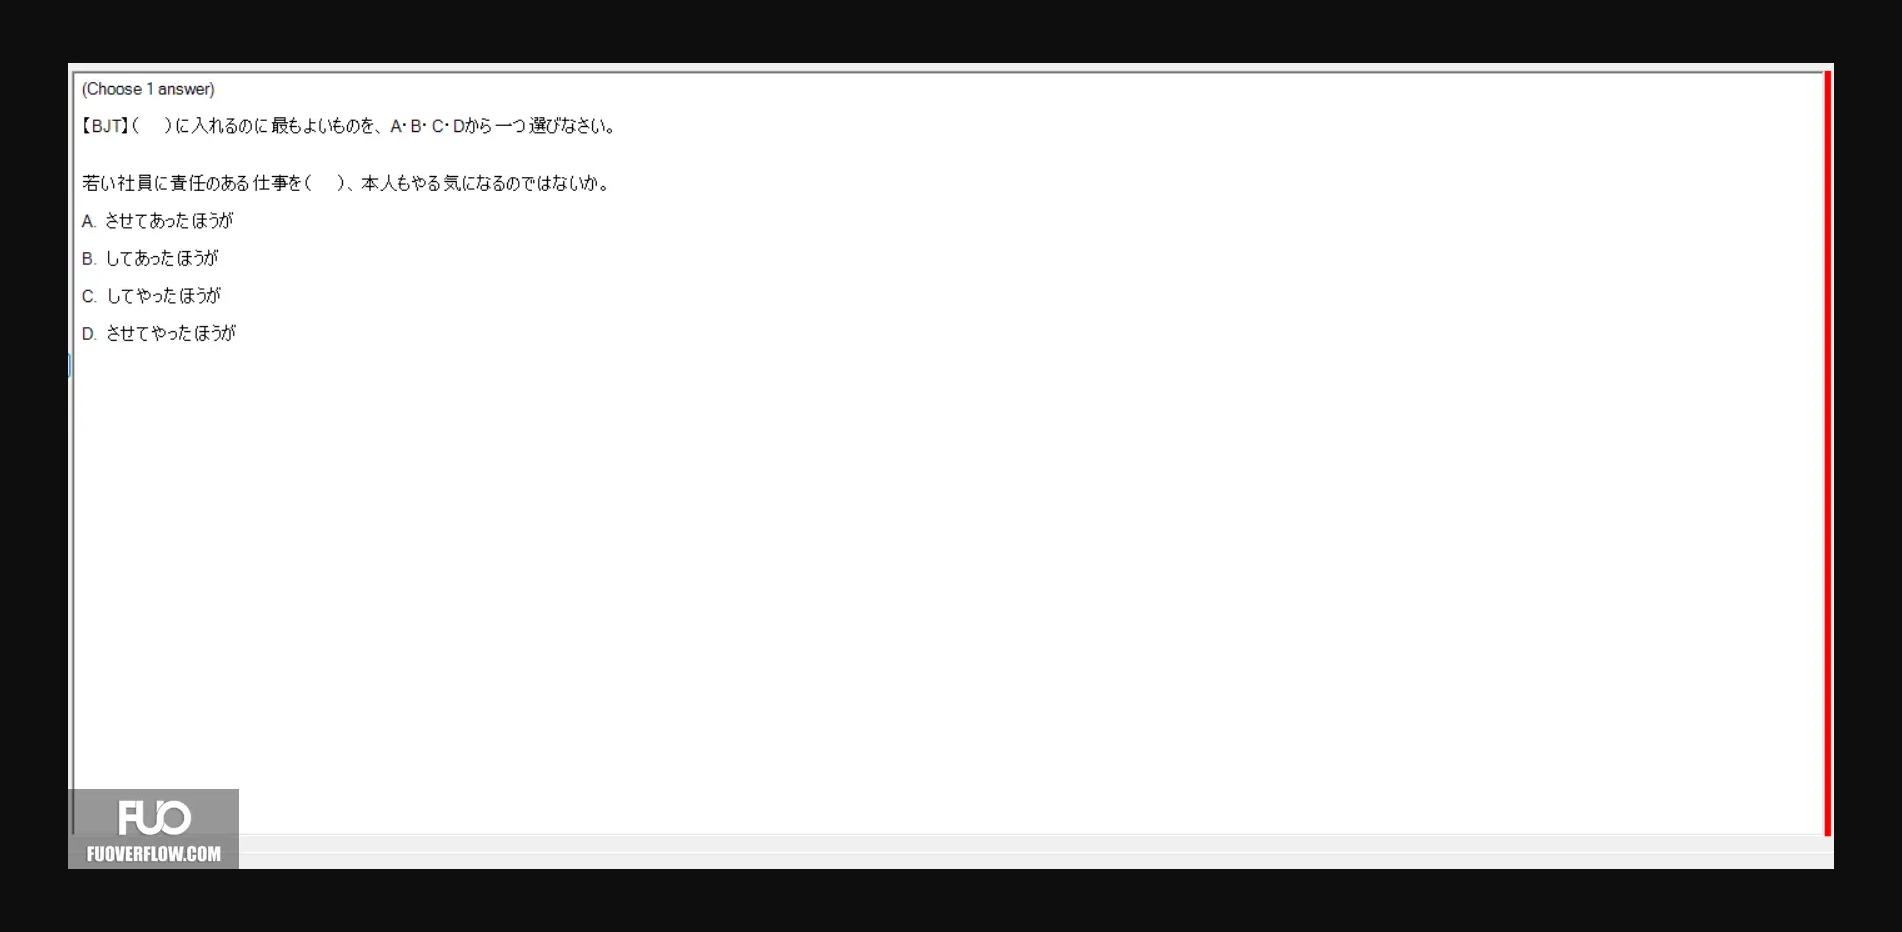 (Choose 1 answer)
【BJT】(　)に入れるのに最もよいものを、A・B・C・Dから一つ選びなさい。
若い社員に責任のある仕事を(　)、本人もやる気になるのではないか。
A. させてあったほうが
B. してあったほうが
C. してやったほうが
D. させてやったほうが
FUO
FUOVERFLOW.COM